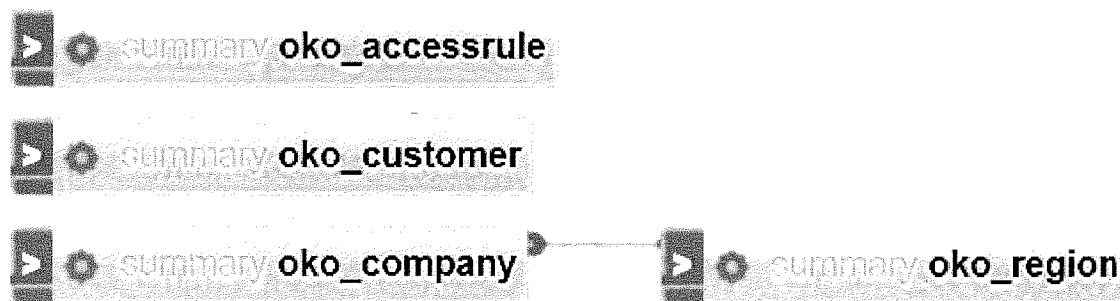 summary oko_accessrule
summary oko_customer
summary oko_company
summary oko_region